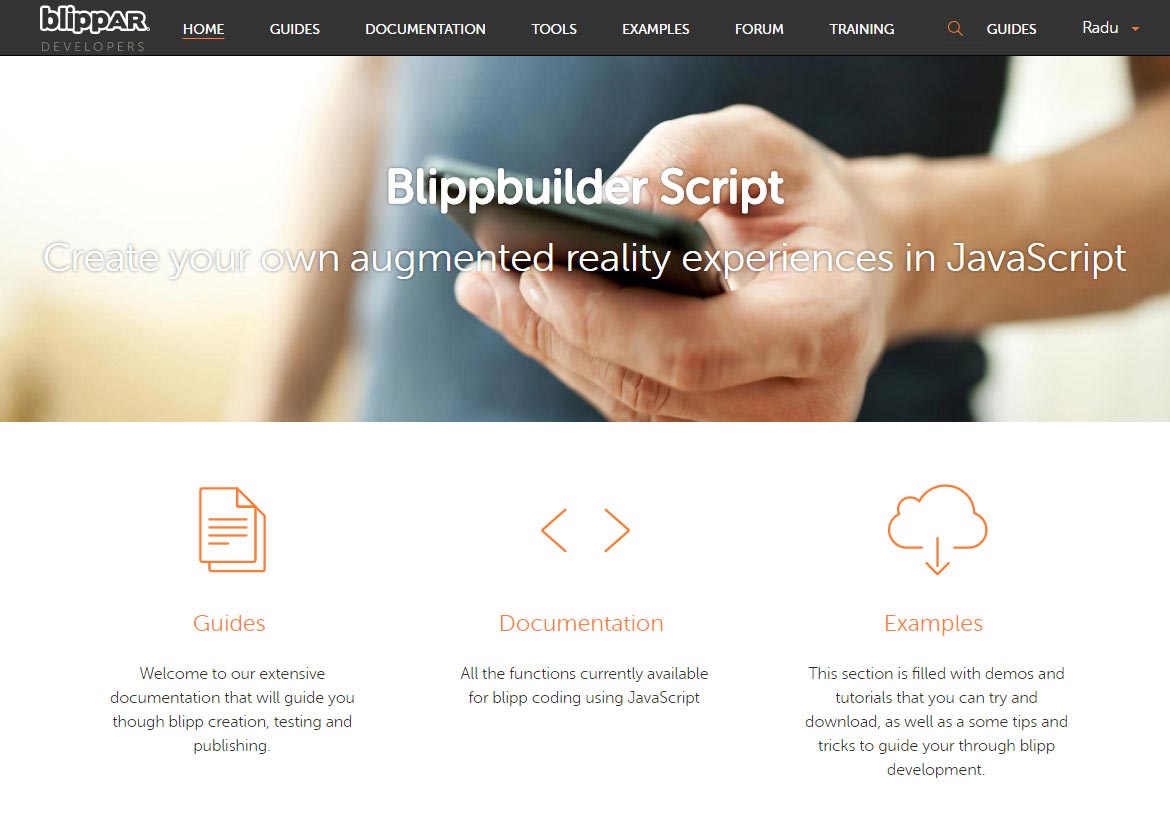 blippAR
DEVELOPERS
HOME GUIDES DOCUMENTATION TOOLS EXAMPLES FORUM TRAINING GUIDES Radu
Blippbuilder Script
Create your own augmented reality experiences in JavaScript
Guides
Welcome to our extensive
documentation that will guide you
though blipp creation, testing and
publishing.
Documentation
All the functions currently available
for blipp coding using JavaScript
Examples
This section is filled with demos and
tutorials that you can try and
download, as well as a some tips and
tricks to guide your through blipp
development.